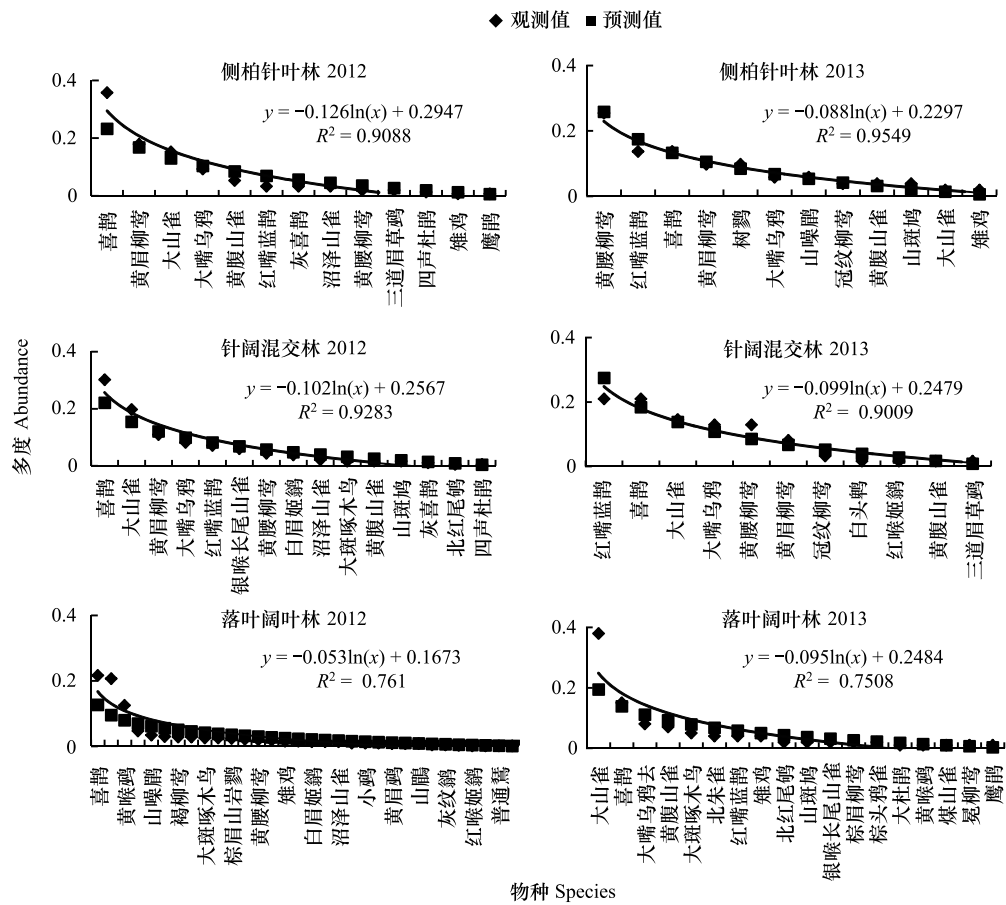 观测值 预测值
侧柏针叶林 2012
y = −0.126ln(x) + 0.2947
R² = 0.9088
0.4
0.2
0
喜鹊
黄眉柳莺
大山雀
大嘴乌鸦
黄腹山雀
红嘴蓝鹊
灰喜鹊
沼泽山雀
黄腰柳莺
三道眉草鹀
四声杜鹃
雉鸡
鹰鹃
侧柏针叶林 2013
y = −0.088ln(x) + 0.2297
R² = 0.9549
0.4
0.2
0
黄腰柳莺
红嘴蓝鹊
喜鹊
黄眉柳莺
树鹨
大嘴乌鸦
山噪鹛
冠纹柳莺
黄腹山雀
山斑鸠
大山雀
雉鸡
多度 Abundance
针阔混交林 2012
y = −0.102ln(x) + 0.2567
R² = 0.9283
0.4
0.2
0
喜鹊
大山雀
黄眉柳莺
大嘴乌鸦
红嘴蓝鹊
银喉长尾山雀
黄腰柳莺
白眉姬鹟
沼泽山雀
大斑啄木鸟
黄腹山雀
山斑鸠
灰喜鹊
北红尾鸲
四声杜鹃
针阔混交林 2013
y = −0.099ln(x) + 0.2479
R² = 0.9009
0.4
0.2
0
红嘴蓝鹊
喜鹊
大山雀
大嘴乌鸦
黄腰柳莺
黄眉柳莺
冠纹柳莺
白头鹎
红喉姬鹟
黄腹山雀
三道眉草鹀
落叶阔叶林 2012
y = −0.053ln(x) + 0.1673
R² = 0.761
0.4
0.2
0
喜鹊
黄喉鹀
山噪鹛
褐柳莺
大斑啄木鸟
棕眉山岩鹨
黄腰柳莺
雉鸡
白眉姬鹟
沼泽山雀
小鹀
黄眉鹀
山鶥
灰纹鹟
红喉姬鹟
普通鵟
落叶阔叶林 2013
y = −0.095ln(x) + 0.2484
R² = 0.7508
0.4
0.2
0
大山雀
喜鹊
大嘴乌鸦去
黄腹山雀
大斑啄木鸟
北朱雀
红嘴蓝鹊
雉鸡
北红尾鸲
山斑鸠
银喉长尾山雀
棕眉柳莺
棕头鸦雀
大杜鹃
黄喉鹀
煤山雀
冕柳莺
鹰鹃
物种 Species